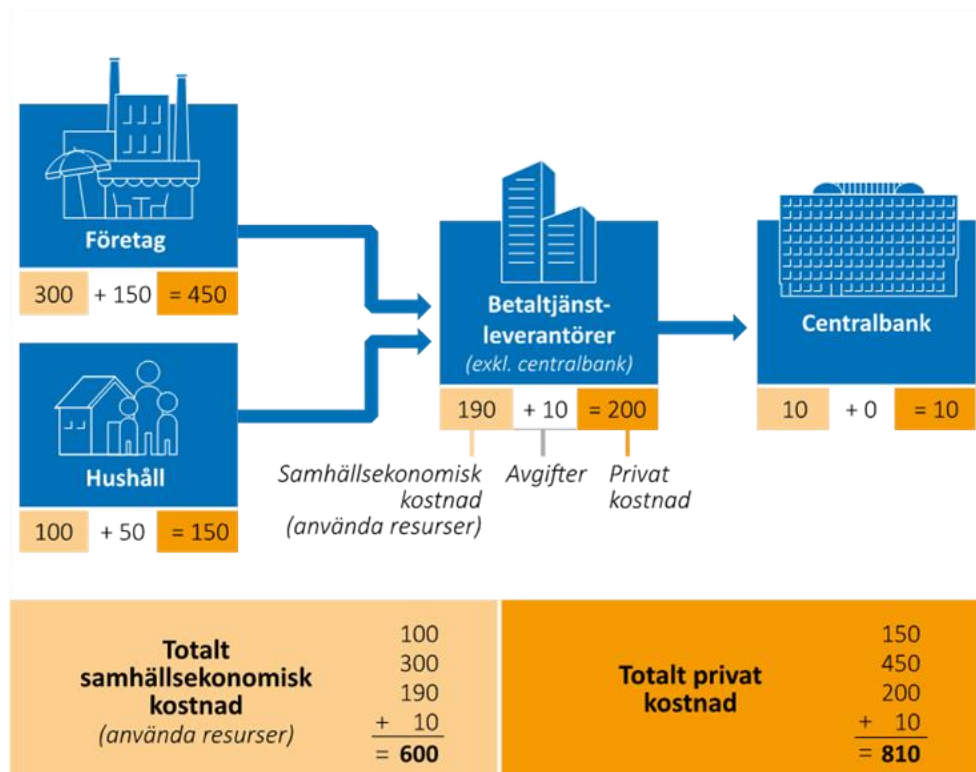 Företag
300 + 150 = 450
Hushåll
100 + 50 = 150
Betaltjänst-
leverantörer
(exkl. centralbank)
190 + 10 = 200
Samhällsekonomisk
kostnad
(använda resurser)
Avgifter
Privat
kostnad
Centralbank
10 + 0 = 10
Totalt
samhällsekonomisk
kostnad
(använda resurser)
100
300
190
+ 10
= 600
Totalt privat
kostnad
150
450
200
+ 10
= 810